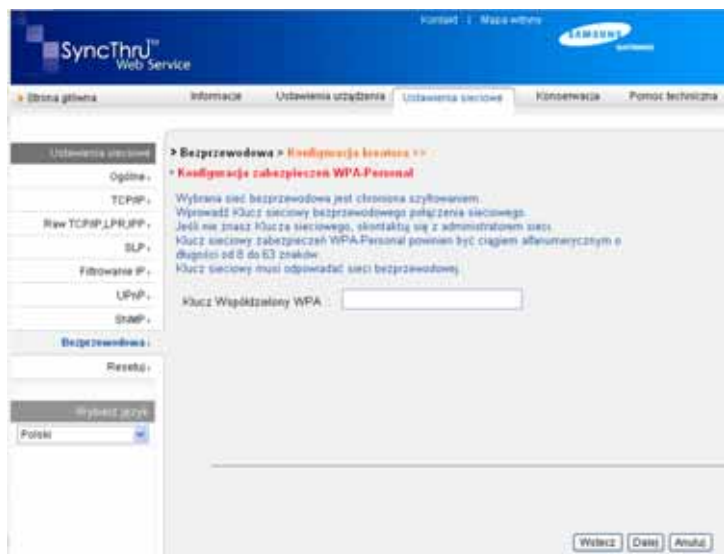 Kontakt | Mapa witryny
SAMSUNG
SyncThru™
Web Service
Strona główna
Informacje
Ustawienia urządzenia
Ustawienia sieciowe
Konserwacja
Pomoc techniczna
Ustawienia sieciowe
Ogólne
TCP/IP
Raw TCP/IP,LPR,IPP
SLP
Filtrowanie IP
UPnP
SNMP
Bezprzewodowa
Resetuj
Wybierz język
Polski
> Bezprzewodowa > Konfiguracja kreatora >>
Konfiguracja zabezpieczeń WPA-Personal
Wybrana sieć bezprzewodowa jest chroniona szyfrowaniem.
Wprowadź Klucz sieciowy bezprzewodowego połączenia sieciowego.
Jeśli nie znasz Klucza sieciowego, skontaktuj się z administratorem sieci.
Klucz sieciowy zabezpieczeń WPA-Personal powinien być ciągiem alfanumerycznym o
długości od 8 do 63 znaków.
Klucz sieciowy musi odpowiadać sieci bezprzewodowej.
Klucz Współdzielony WPA :
Wstecz
Dalej
Anuluj